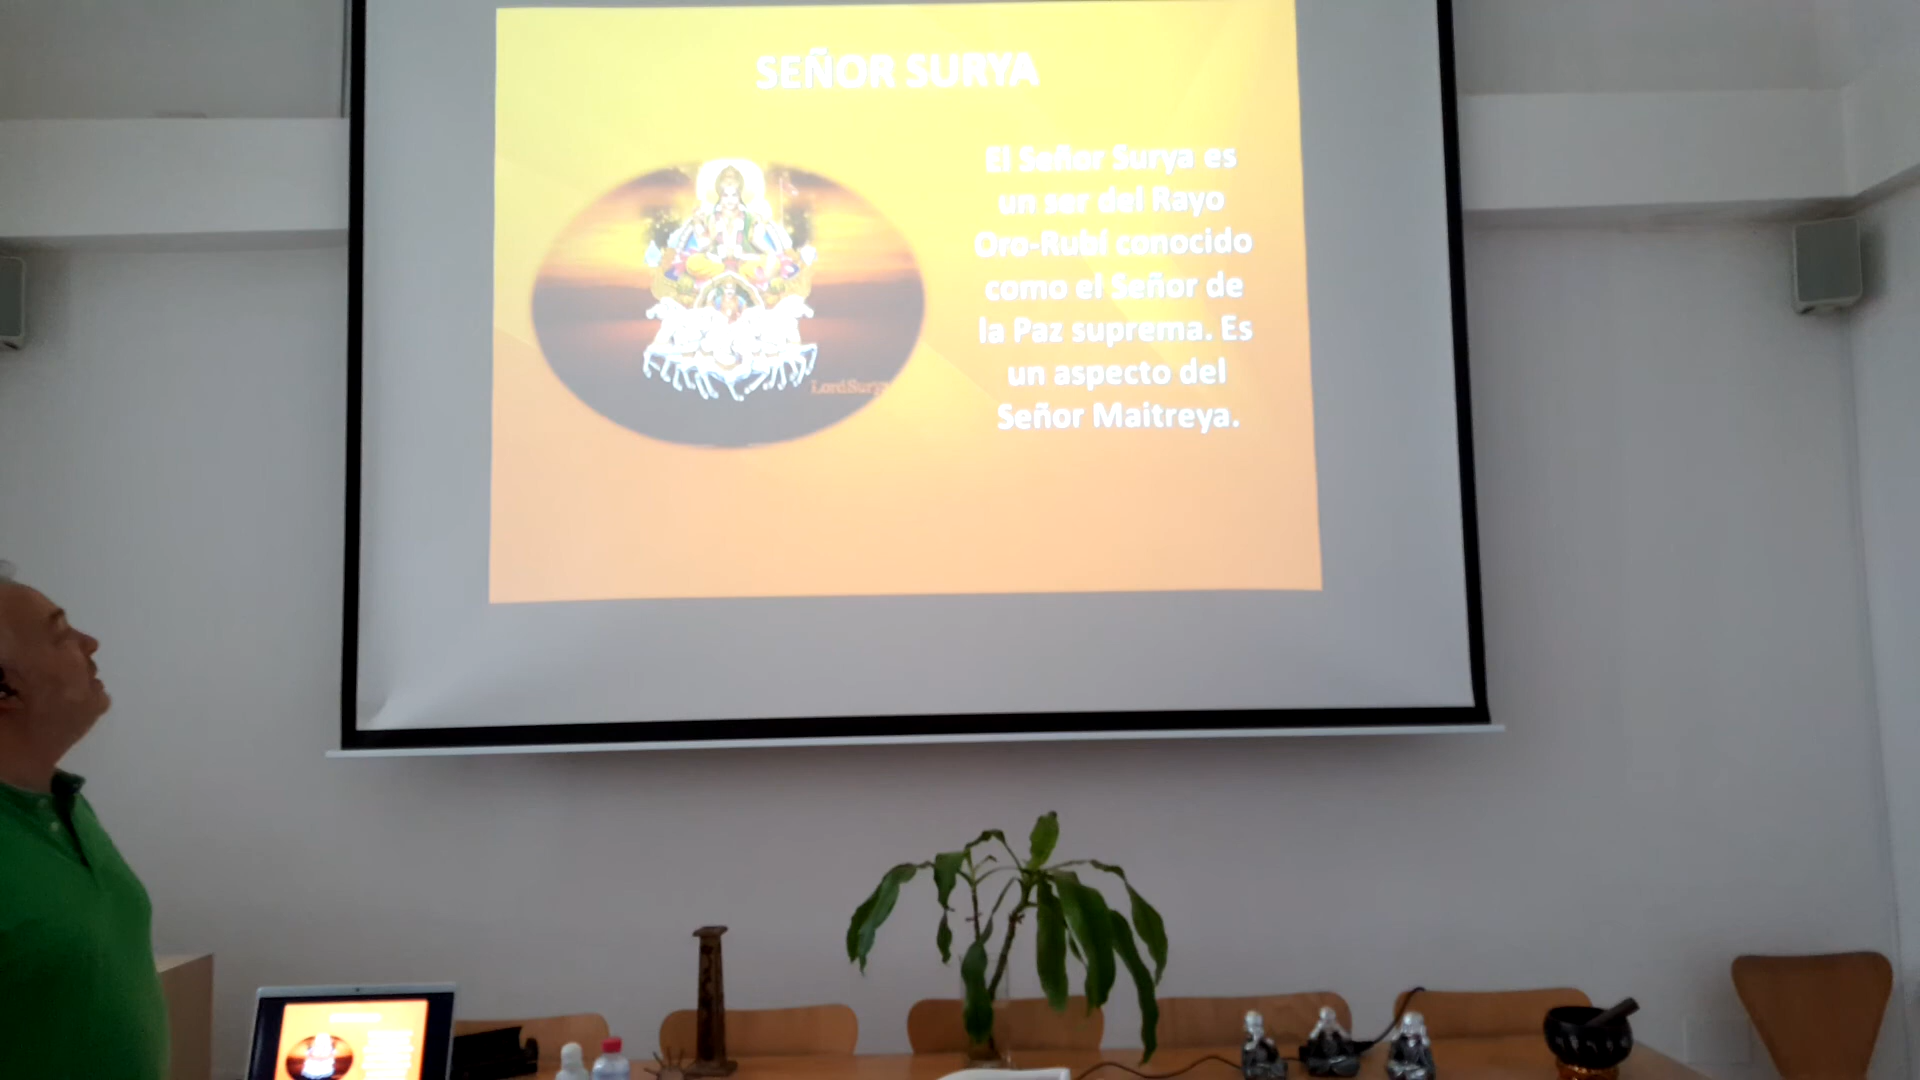 SEÑOR SURYA
El Señor Surya es
un ser del Rayo
Oro-Rubí conocido
como el Señor de
la Paz suprema. Es
un aspecto del
Señor Maitreya.
LordSurya